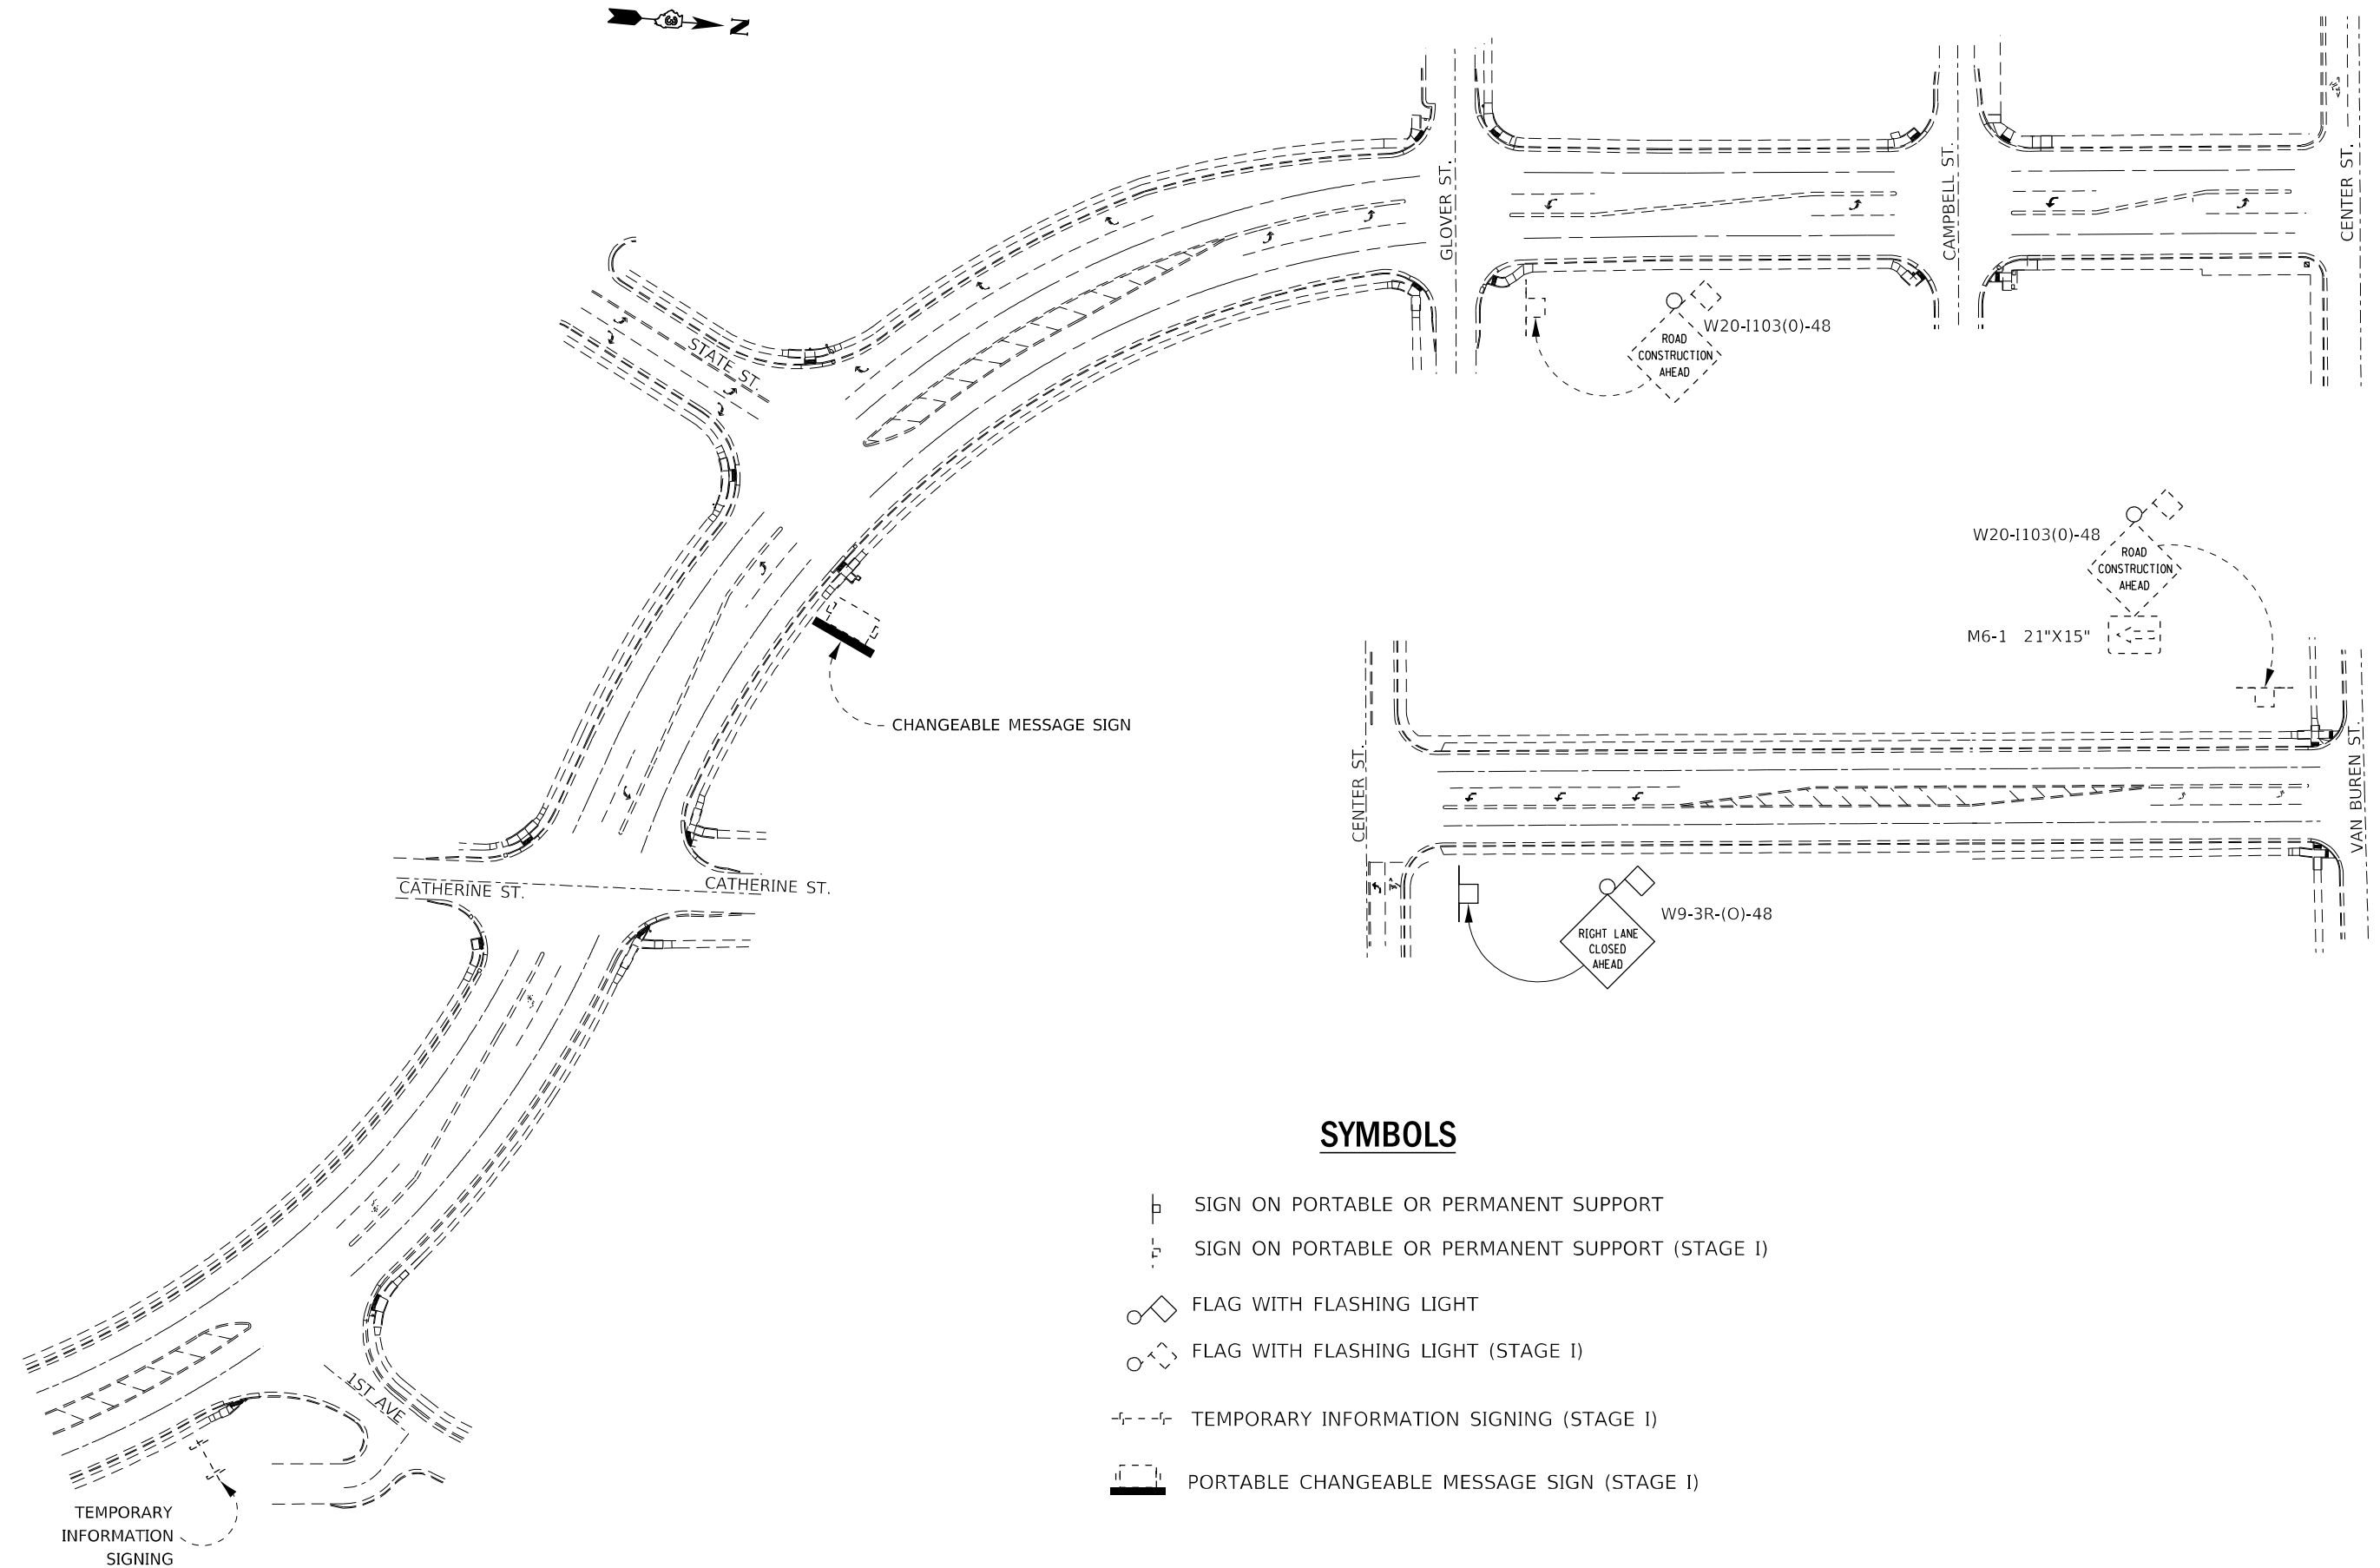 N
GLOVER ST.
CAMPBELL ST.
CENTER ST.
STATE ST.
W20-I103(0)-48
ROAD
CONSTRUCTION
AHEAD
W20-I103(0)-48
ROAD
CONSTRUCTION
AHEAD
M6-1 21"X15"
CHANGEABLE MESSAGE SIGN
CENTER ST.
VAN BUREN ST.
CATHERINE ST.
CATHERINE ST.
W9-3R-(O)-48
RIGHT LANE
CLOSED
AHEAD
SYMBOLS
SIGN ON PORTABLE OR PERMANENT SUPPORT
SIGN ON PORTABLE OR PERMANENT SUPPORT (STAGE I)
FLAG WITH FLASHING LIGHT
FLAG WITH FLASHING LIGHT (STAGE I)
TEMPORARY INFORMATION SIGNING (STAGE I)
PORTABLE CHANGEABLE MESSAGE SIGN (STAGE I)
1ST AVE
TEMPORARY
INFORMATION
SIGNING